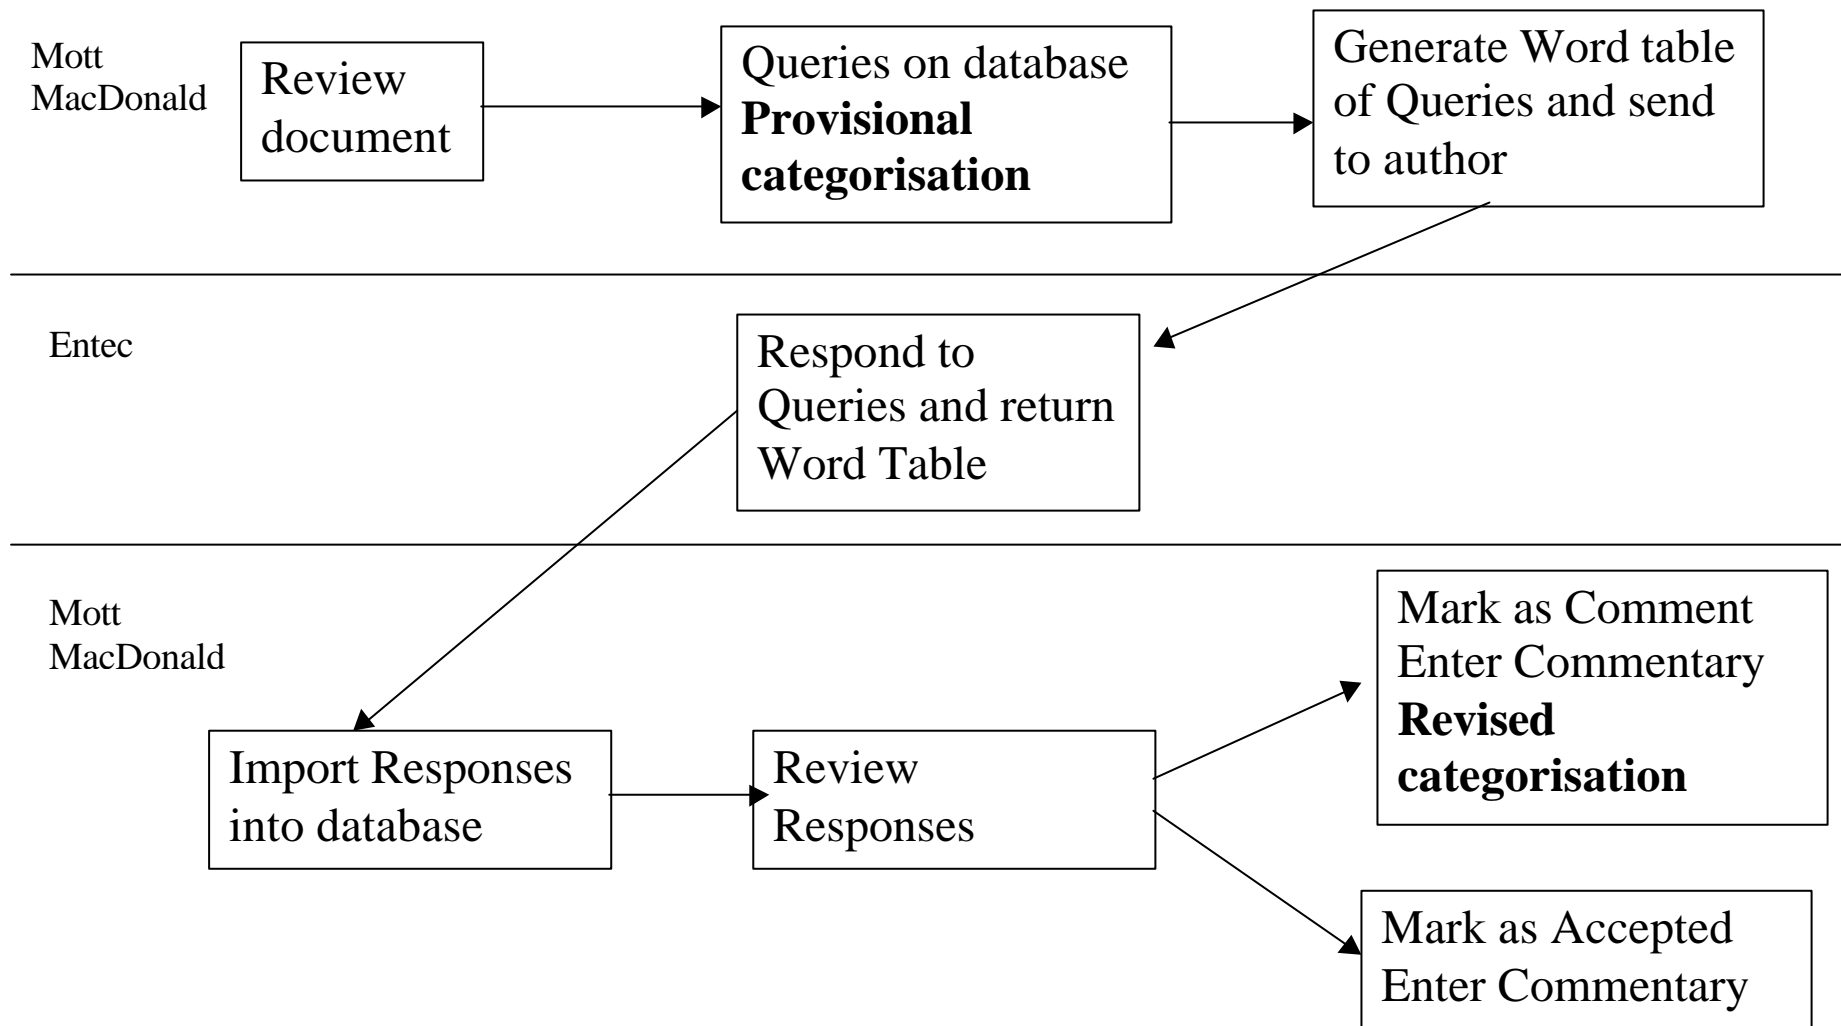 Mott
MacDonald
Review
document
Queries on database
Provisional
categorisation
Generate Word table
of Queries and send
to author
Entec
Respond to
Queries and return
Word Table
Mott
MacDonald
Import Responses
into database
Review
Responses
Mark as Comment
Enter Commentary
Revised
categorisation
Mark as Accepted
Enter Commentary